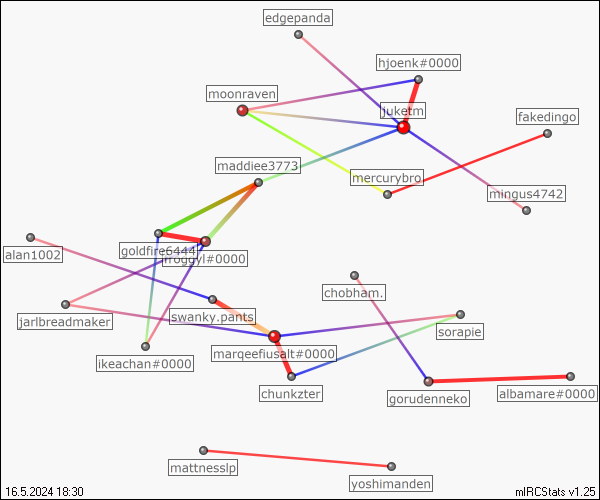 edgepanda
hjoenk#0000
moonraven
juketm
fakedingo
maddiee3773
mercurybro
mingus4742
goldfire6444
froggyl#0000
alan1002
chobham.
swanky.pants
jarlbreadmaker
sorapie
marqeefiusalt#0000
ikeachan#0000
chunkzter
gorudenneko
albamare#0000
mattnesslp
yoshimanden
16.5.2024 18:30
mIRCStats v1.25